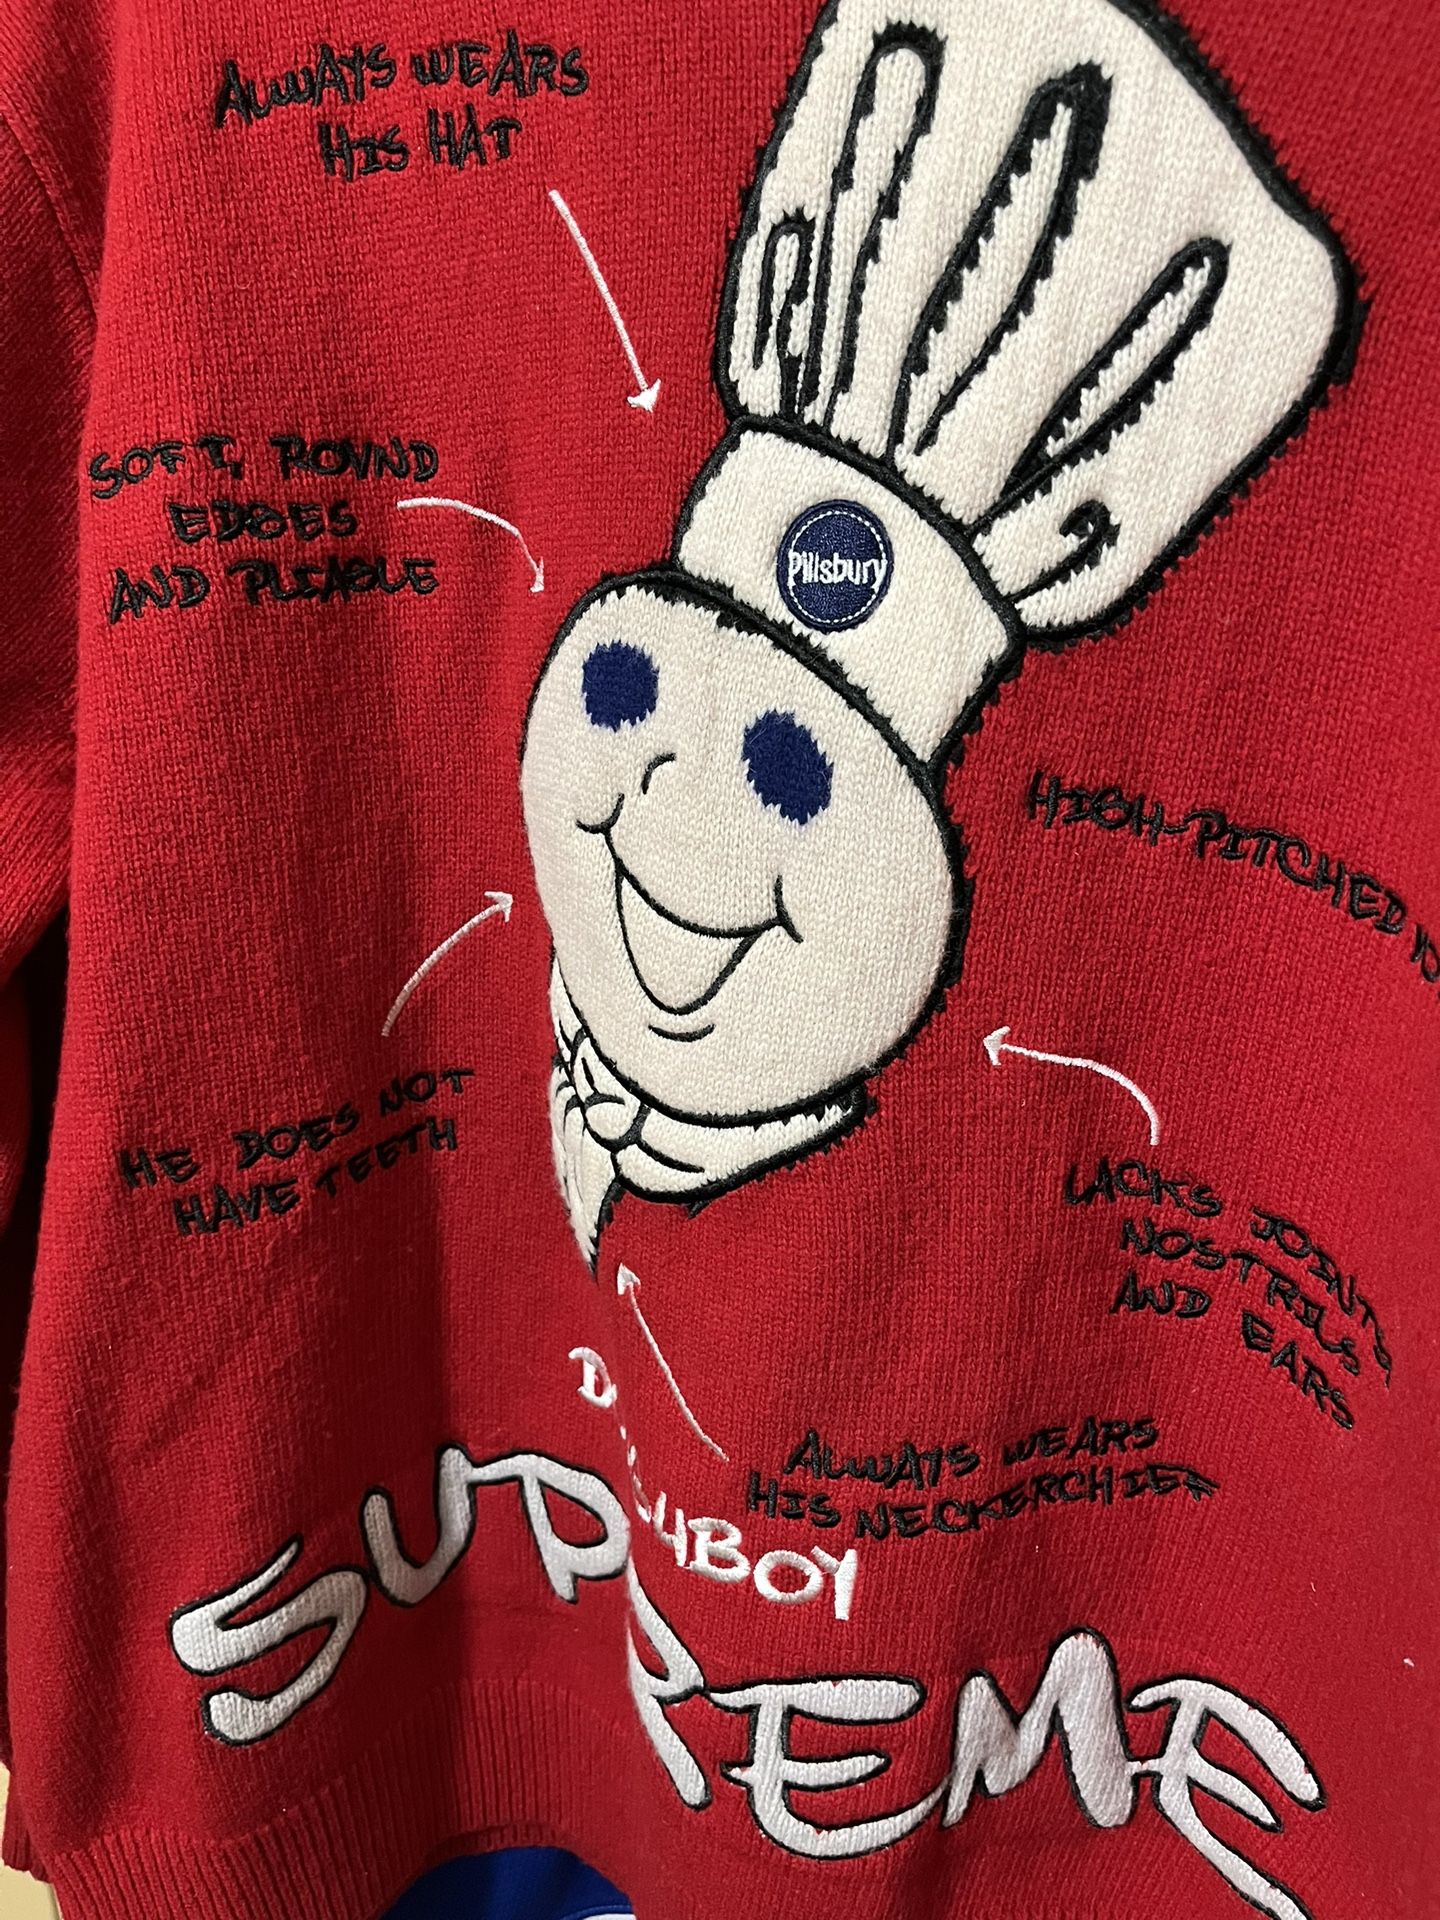 ALWAYS WEARS
HIS HAT
SOFT, ROUND
EDGES
AND PLIABLE
Pillsbury
HIGH-PITCHED
HE DOES NOT
HAVE TEETH
LACKS JOINTS
NOSTRILS
AND EARS
ALWAYS WEARS
HIS NECKERCHIEF
SUPREME